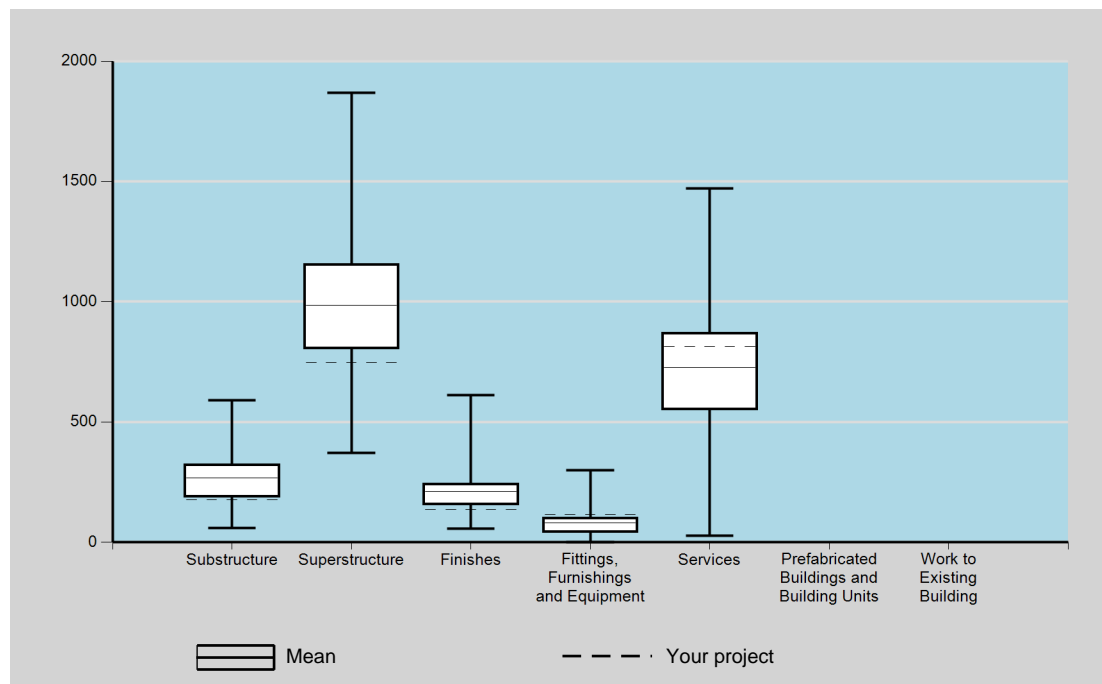 2000
1500
1000
500
0
Substructure
Superstructure
Finishes
Fittings,
Furnishings
and Equipment
Services
Prefabricated
Buildings and
Building Units
Work to
Existing
Building
Mean
Your project